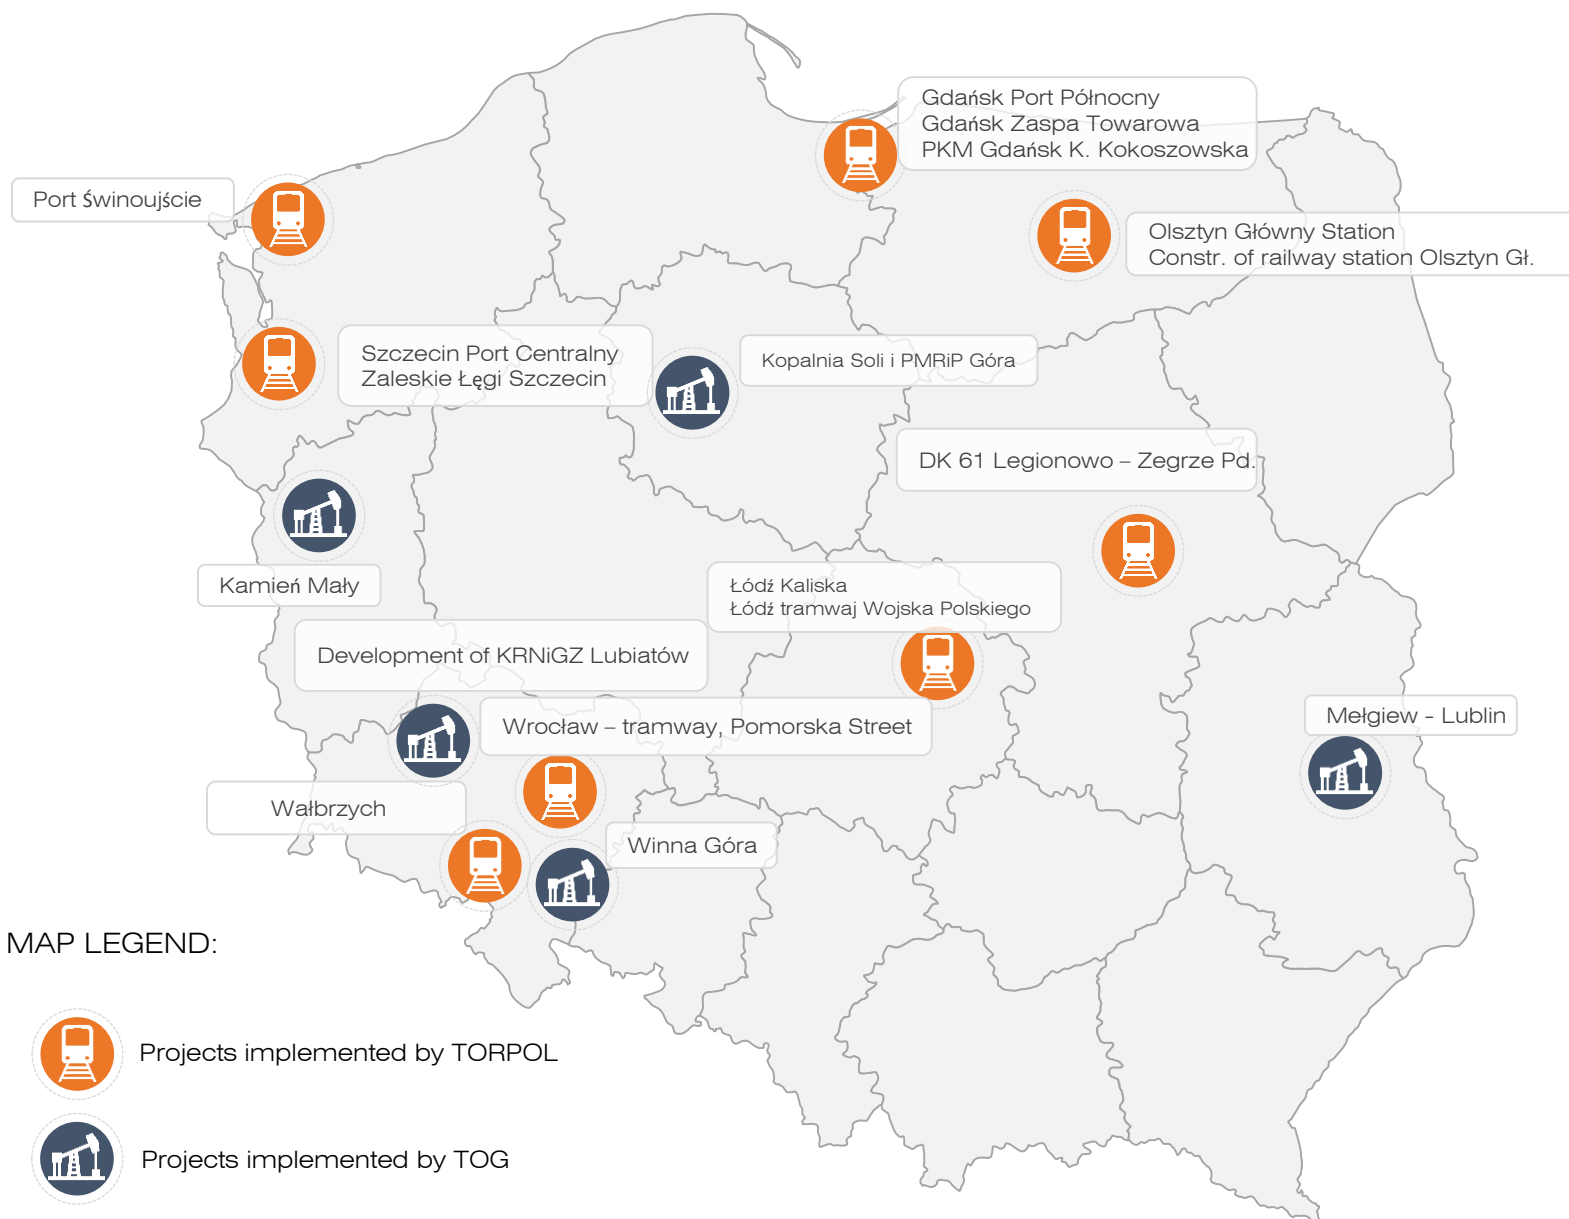 Gdańsk Port Północny
Gdańsk Zaspa Towarowa
PKM Gdańsk K. Kokoszowska
Port Świnoujście
Olsztyn Główny Station
Constr. of railway station Olsztyn Gł.
Szczecin Port Centralny
Zaleskie Łęgi Szczecin
Kopalnia Soli i PMRiP Góra
DK 61 Legionowo – Zegrze Pd.
Kamień Mały
Łódź Kaliska
Łódź tramwaj Wojska Polskiego
Development of KRNiGZ Lubiatów
Wrocław – tramway, Pomorska Street
Mełgiew - Lublin
Wałbrzych
Winna Góra
MAP LEGEND:
Projects implemented by TORPOL
Projects implemented by TOG